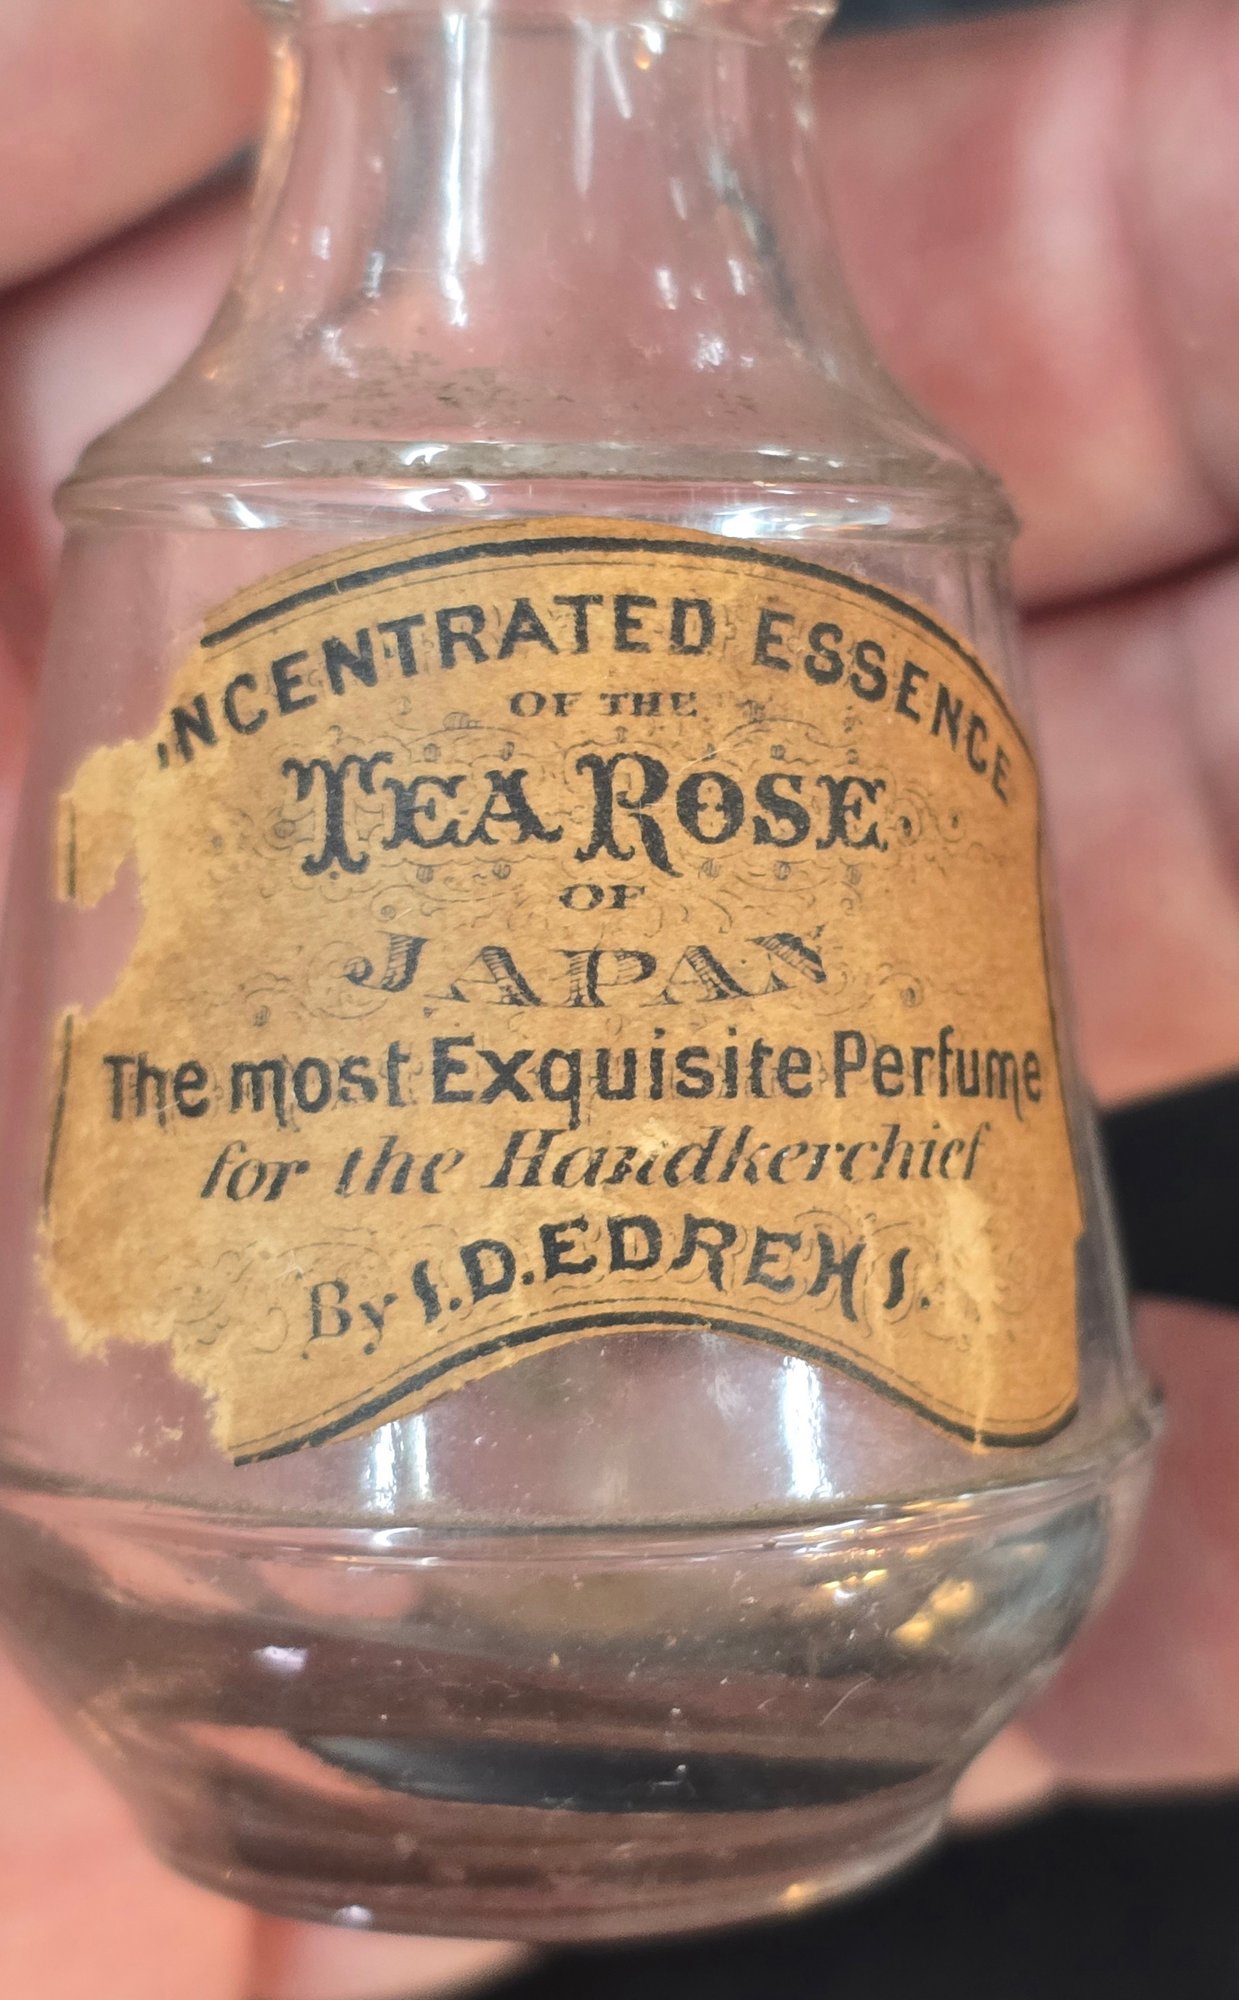 NCENTRATED ESSENCE
OF THE
TEA ROSE
OF
JAPAN
The most Exquisite Perfume
for the Handkerchief
By I.D. EDREHI.